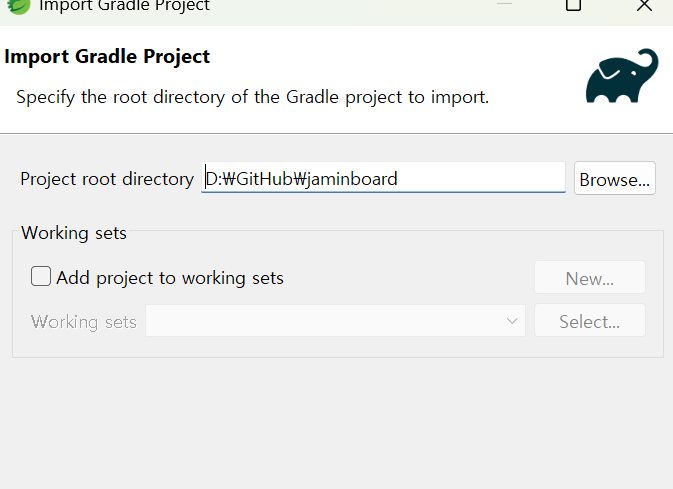 Import Gradle Project
Import Gradle Project
Specify the root directory of the Gradle project to import.
Project root directory D:₩GitHub₩jaminboard Browse...
Working sets
Add project to working sets New...
Working sets Select...